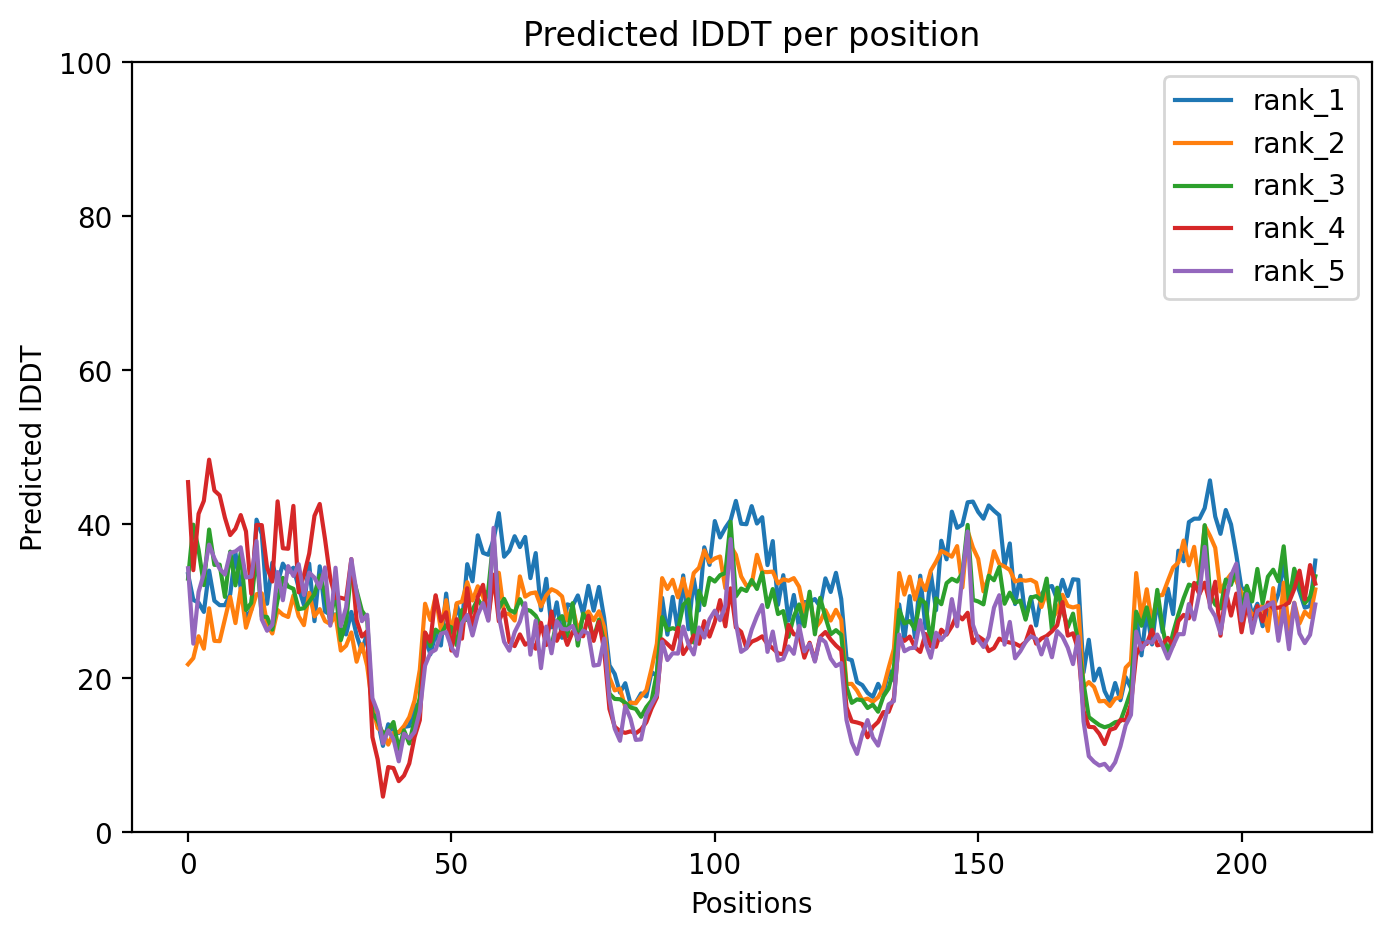 Predicted lDDT per position
100
80
60
40
20
0
Predicted lDDT
0 50 100 150 200
Positions
rank_1
rank_2
rank_3
rank_4
rank_5